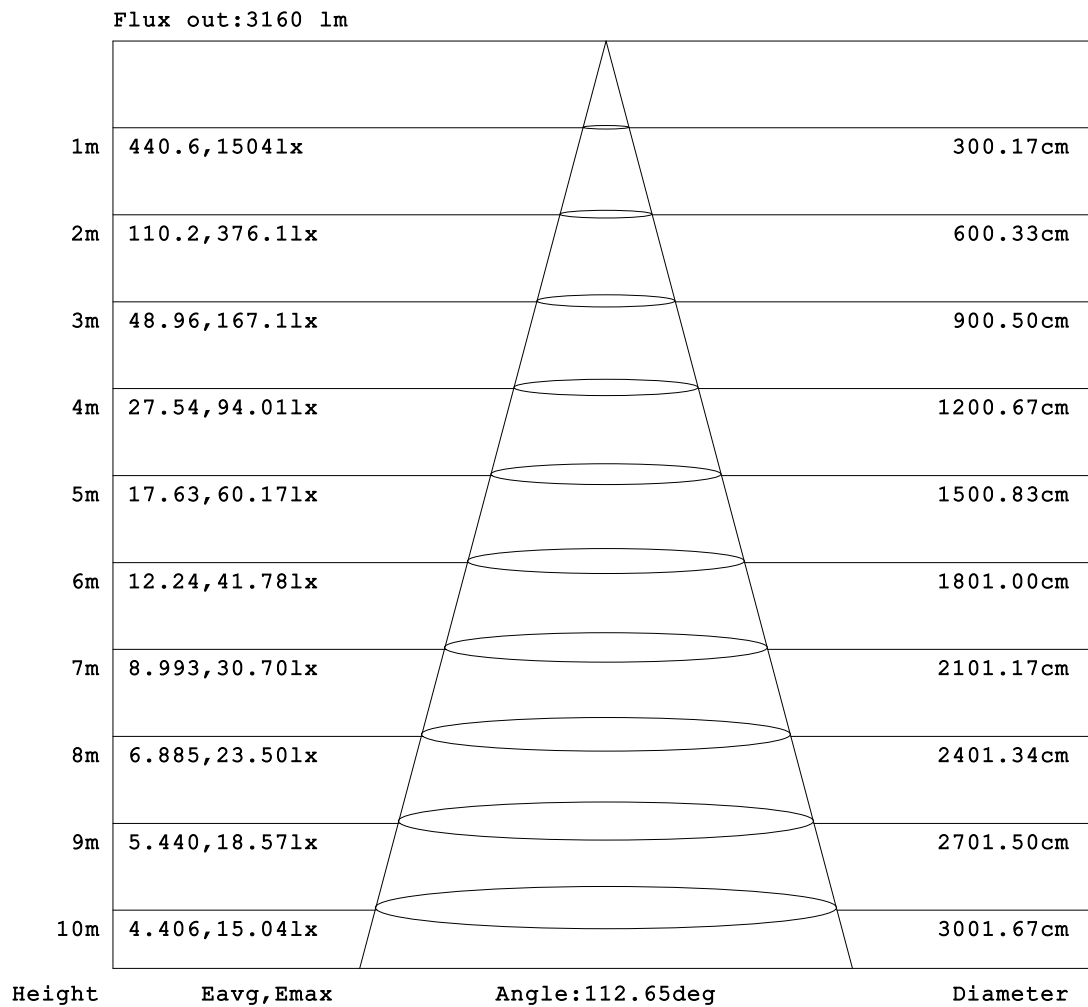 Flux out:3160 lm
1m 440.6,1504lx 300.17cm
2m 110.2,376.1lx 600.33cm
3m 48.96,167.1lx 900.50cm
4m 27.54,94.01lx 1200.67cm
5m 17.63,60.17lx 1500.83cm
6m 12.24,41.78lx 1801.00cm
7m 8.993,30.70lx 2101.17cm
8m 6.885,23.50lx 2401.34cm
9m 5.440,18.57lx 2701.50cm
10m 4.406,15.04lx 3001.67cm
Height Eavg,Emax Angle:112.65deg Diameter